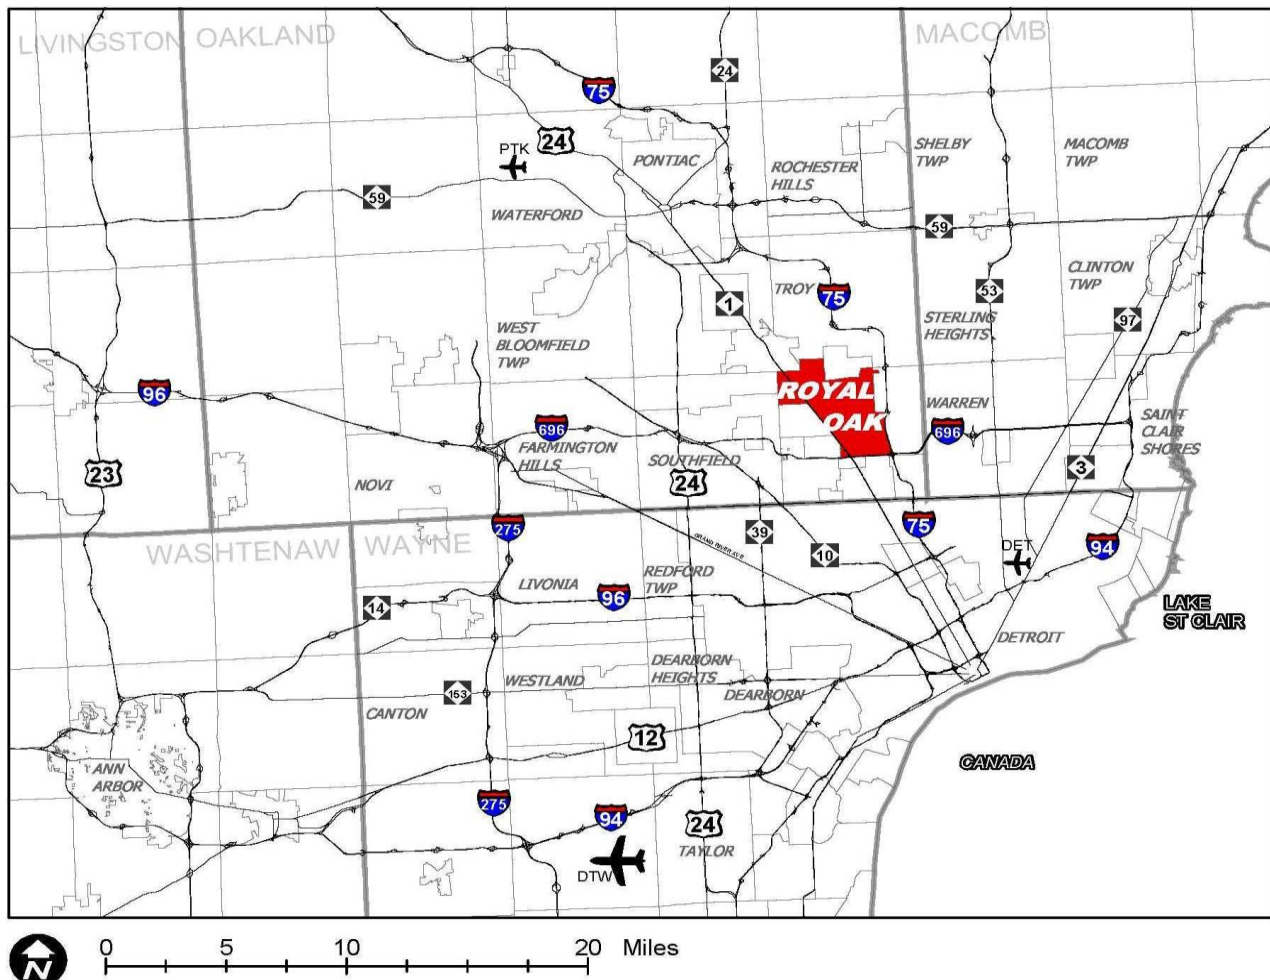 LIVINGSTON OAKLAND
MACOMB
24
75
24
PTK
PONTIAC
SHELBY
TWP
MACOMB
TWP
ROCHESTER
HILLS
59
WATERFORD
59
CLINTON
TWP
TROY
75
53
1
97
STERLING
HEIGHTS
WEST
BLOOMFIELD
TWP
96
ROYAL
OAK
WARREN
696
696
SAINT
CLAIR
SHORES
FARMINGTON
HILLS
SOUTHFIELD
3
23
NOVI
24
275
39
75
WASHTENAW
WAYNE
GRAND RIVER AVE
10
DET
94
LIVONIA
REDFORD
TWP
96
14
LAKE
ST CLAIR
DETROIT
WESTLAND
DEARBORN
HEIGHTS
DEARBORN
153
CANTON
12
CANADA
ANN
ARBOR
275
94
24
TAYLOR
DTW
N
0 5 10 20 Miles